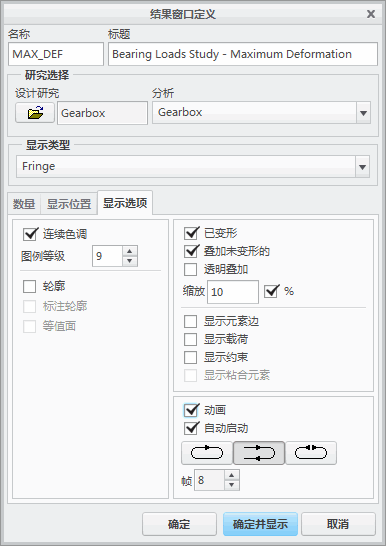 结果窗口定义
名称 标题
MAX_DEF Bearing Loads Study - Maximum Deformation
研究选择
设计研究 分析
Gearbox Gearbox
显示类型
Fringe
数量 显示位置 显示选项
连续色调
图例等级 9
轮廓
标注轮廓
等值面
已变形
叠加未变形的
透明叠加
缩放 10 %
显示元素边
显示载荷
显示约束
显示粘合元素
动画
自动启动
帧 8
确定 确定并显示 取消